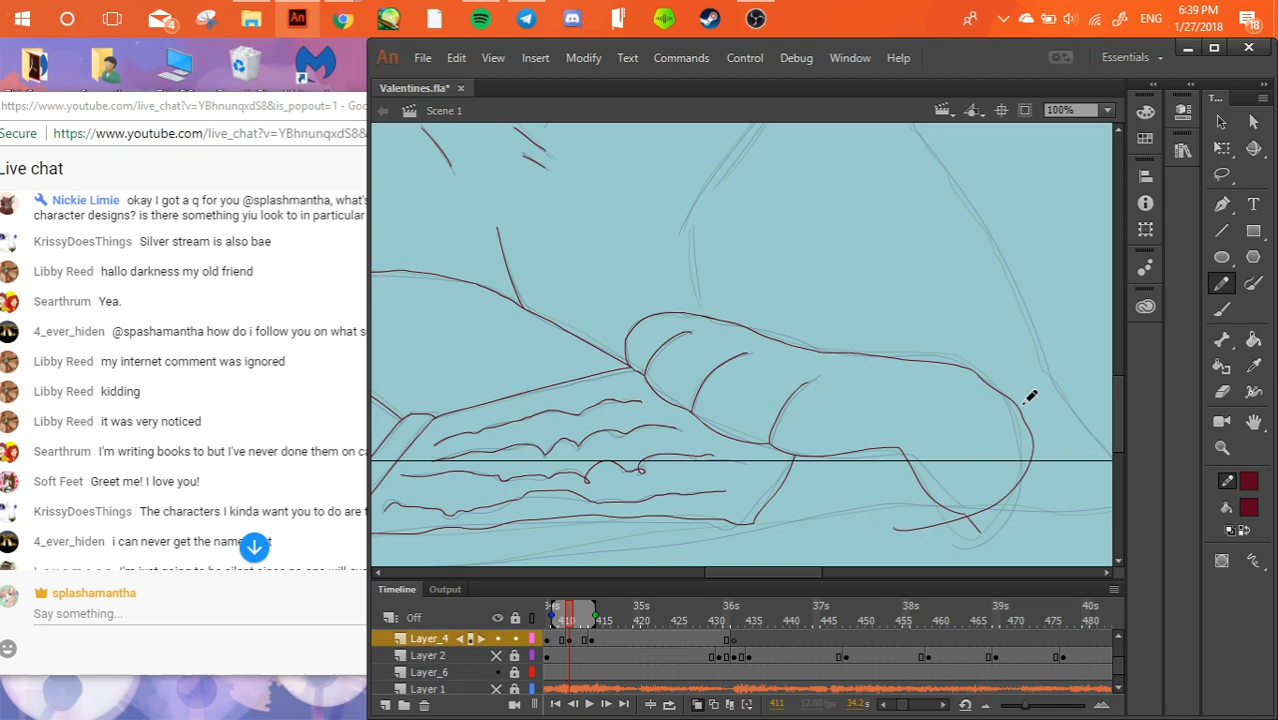 4
An
ENG
6:39 PM
1/27/2018
18
An File Edit View Insert Modify Text Commands Control Debug Window Help Essentials
https://www.youtube.com/live_chat?v=YBhnunqxdS8&is_popout=1 - Goo
Valentines.fla* ×
Secure https://www.youtube.com/live_chat?v=YBhnunqxdS8&
Scene 1
100%
T...
Live chat
Nickie Limie okay I got a q for you @splashmantha, what's
character designs? is there something yiu look to in particular
KrissyDoesThings Silver stream is also bae
Libby Reed hallo darkness my old friend
Searthrum Yea.
4_ever_hiden @spashamantha how do i follow you on what s
Libby Reed my internet comment was ignored
Libby Reed kidding
Libby Reed it was very noticed
Searthrum I'm writing books to but I've never done them on ca
Soft Feet Greet me! I love you!
KrissyDoesThings The characters I kinda want you to do are f
4_ever_hiden i can never get the name
splashamantha
Say something...
Timeline Output
Off
35s 36s 37s 38s 39s 40s
410 415 420 425 430 435 440 445 450 455 460 465 470 475 480
Layer_4
Layer 2
Layer_6
Layer 1
411 12.00 fps 34.2s